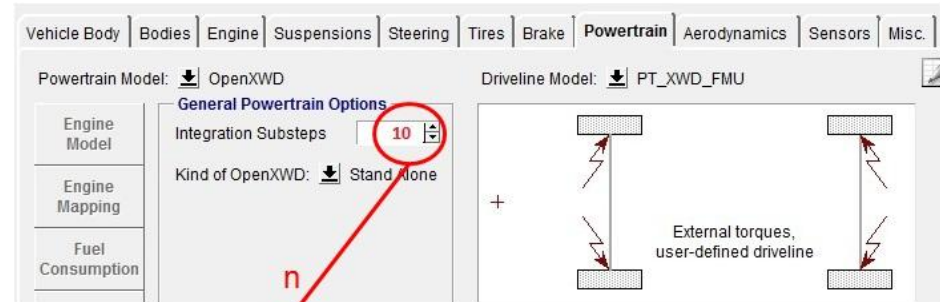 Vehicle Body Bodies Engine Suspensions Steering Tires Brake Powertrain Aerodynamics Sensors Misc.
Powertrain Model: OpenXWD Driveline Model: PT_XWD_FMU
General Powertrain Options
Engine
Model
Integration Substeps 10
Kind of OpenXWD: Stand Alone
Engine
Mapping
Fuel
Consumption
n
External torques,
user-defined driveline